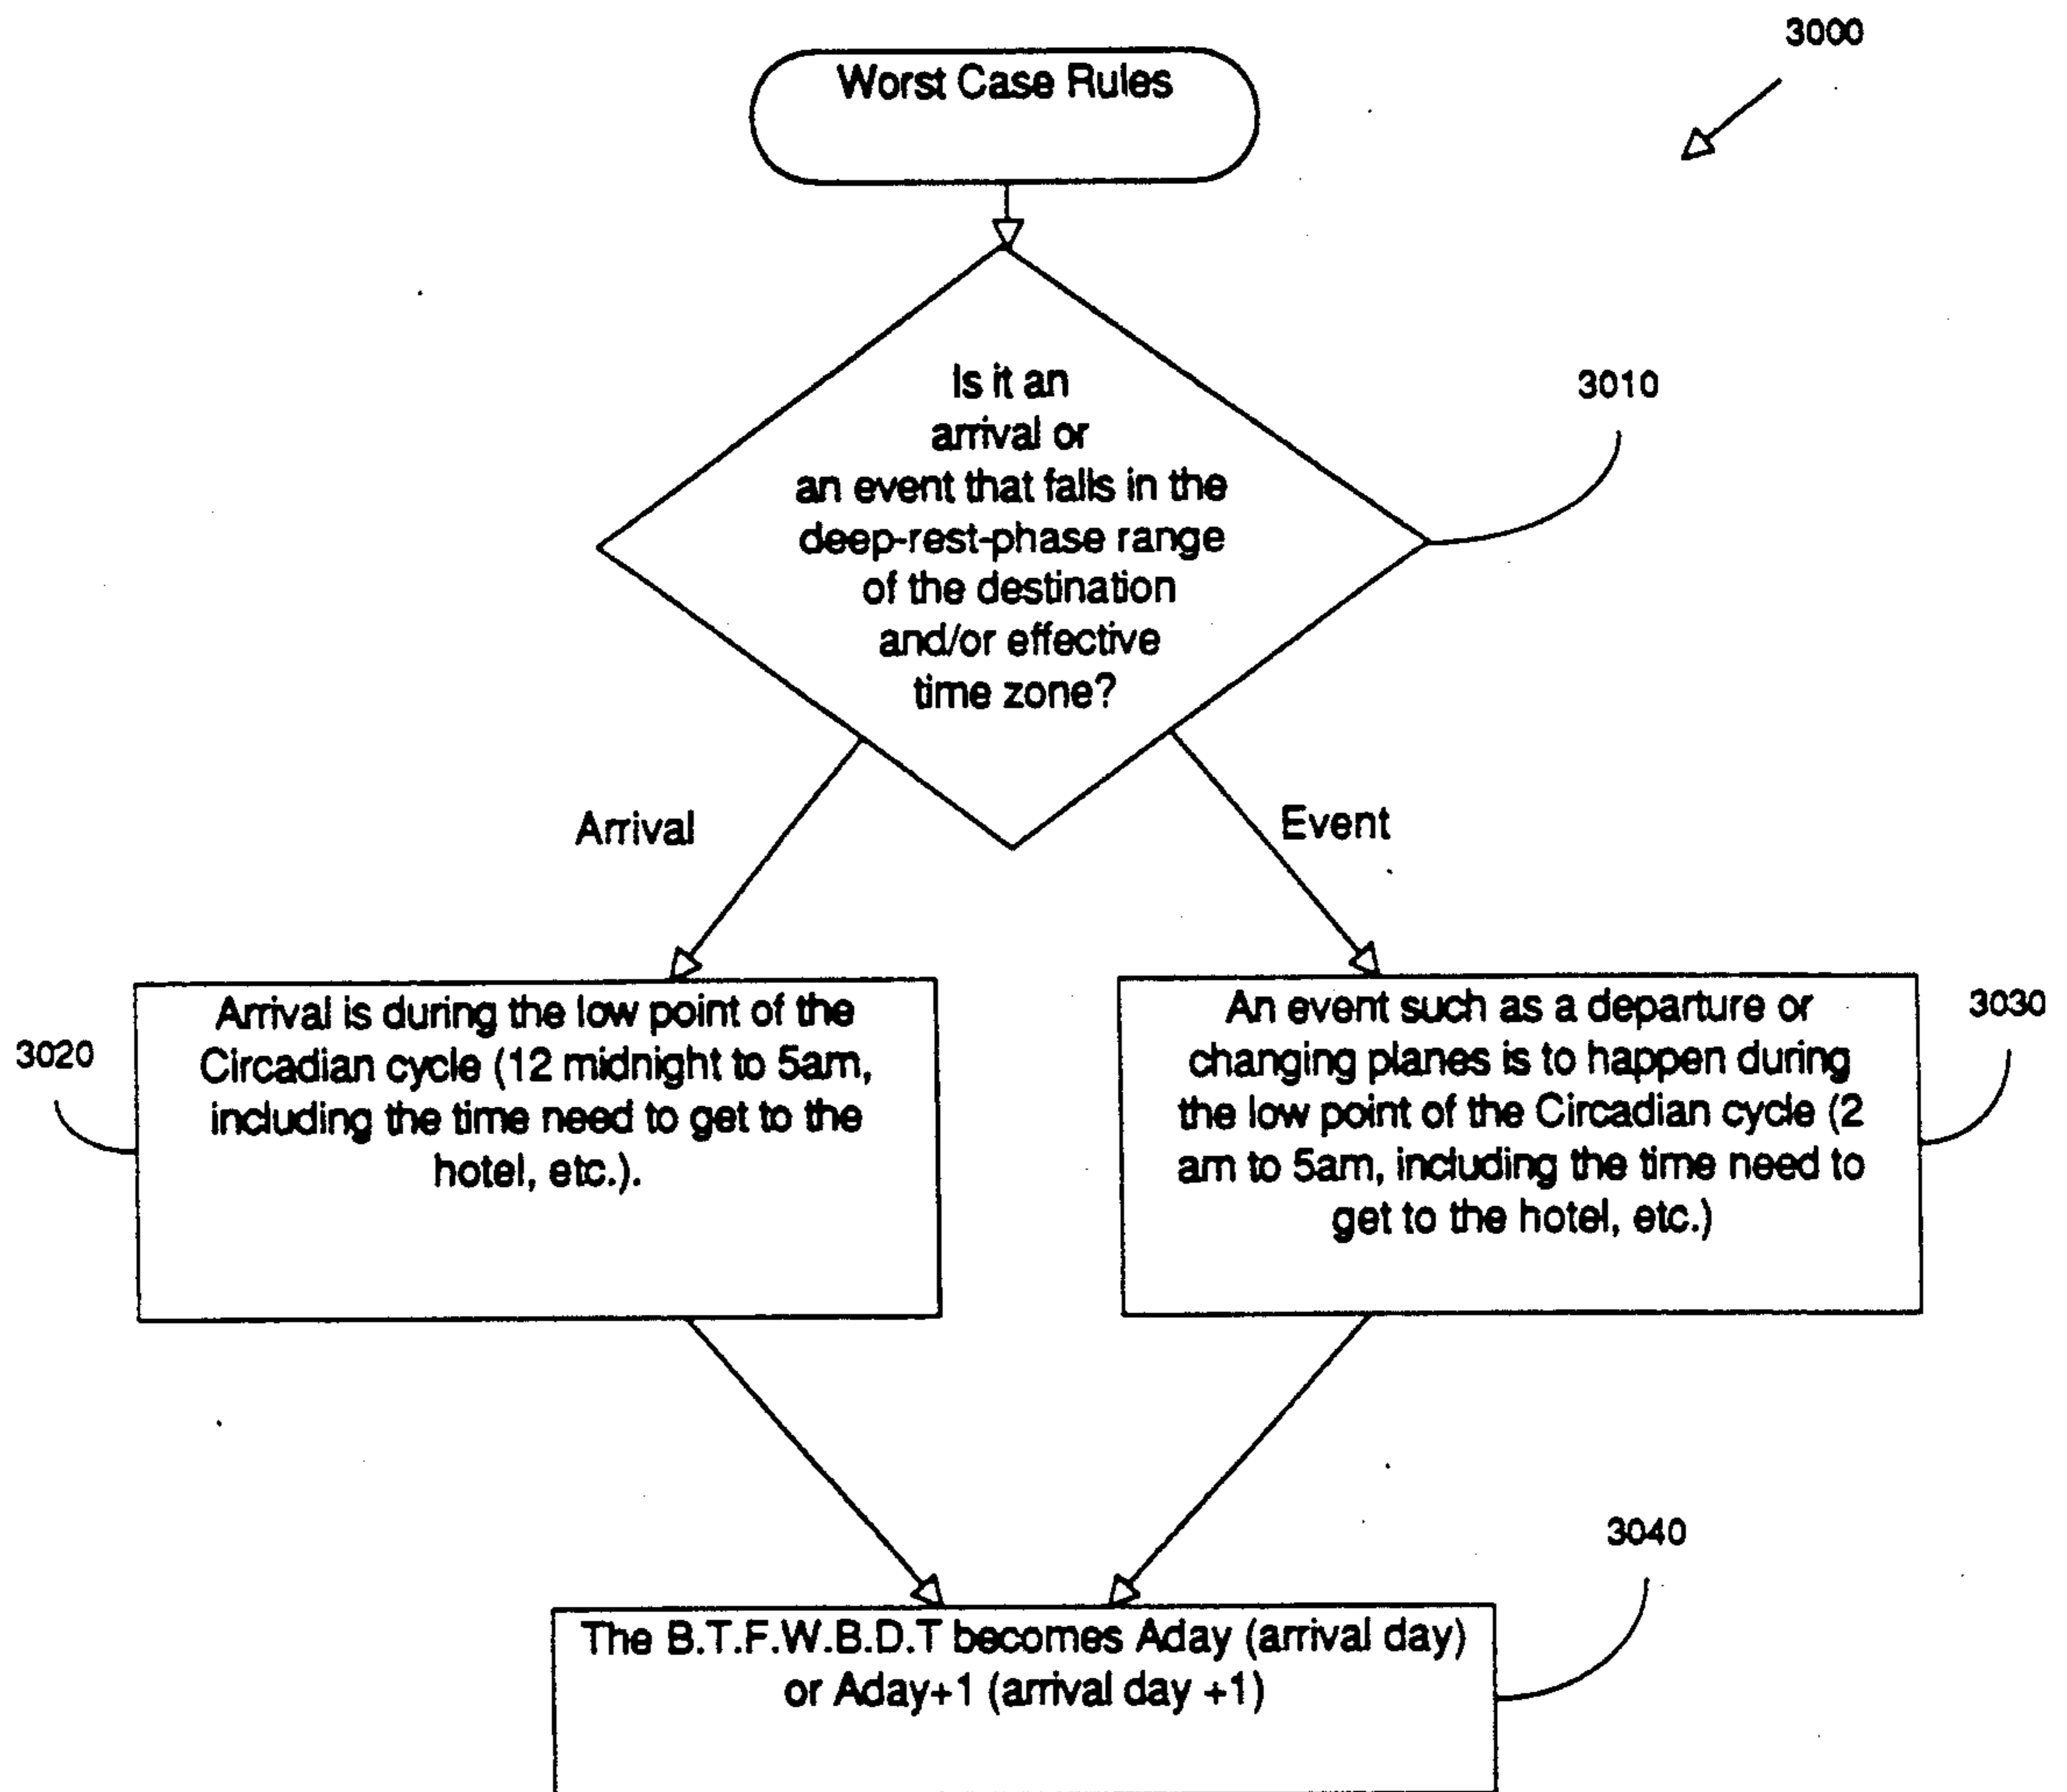 3000
Worst Case Rules
Is it an
arrival or
an event that falls in the
deep-rest-phase range
of the destination
and/or effective
time zone?
3010
Arrival
Event
3020
Arrival is during the low point of the
Circadian cycle (12 midnight to 5am,
including the time need to get to the
hotel, etc.).
An event such as a departure or
changing planes is to happen during
the low point of the Circadian cycle (2
am to 5am, including the time need to
get to the hotel, etc.)
3030
3040
The B.T.F.W.B.D.T becomes Aday (arrival day)
or Aday+1 (arrival day +1)